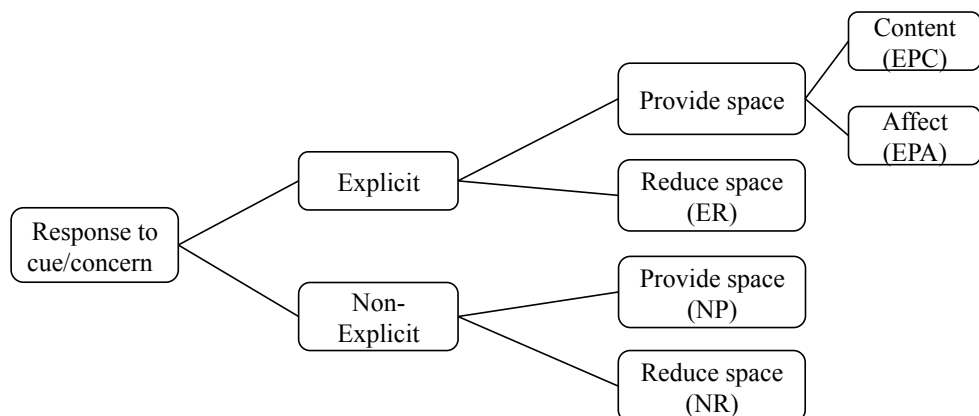 Content
(EPC)
Provide space
Affect
(EPA)
Explicit
Reduce space
(ER)
Response to
cue/concern
Provide space
(NP)
Non-
Explicit
Reduce space
(NR)